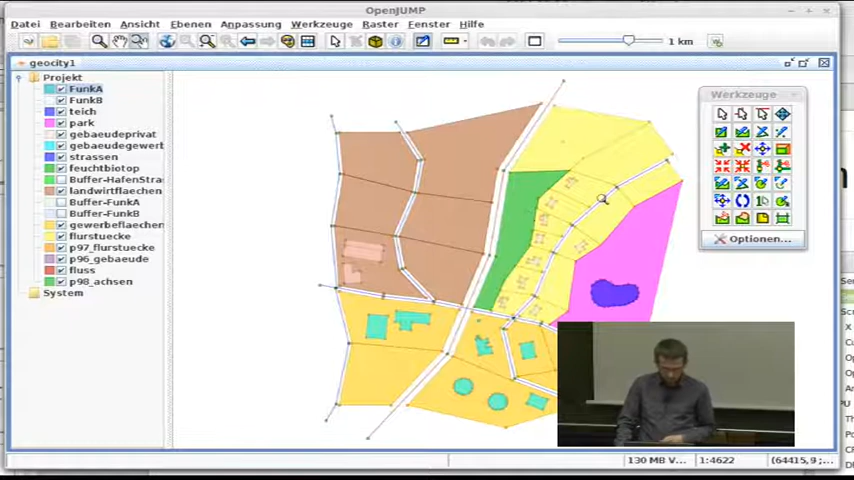 OpenJUMP
Datei Bearbeiten Ansicht Ebenen Anpassung Werkzeuge Raster Fenster Hilfe
1 km
geocity1
Projekt
FunkA
FunkB
teich
park
gebaeudeprivat
gebaeudegewerb
strassen
feuchtbiotop
Buffer-HafenStra
landwirtflaechen
Buffer-FunkA
Buffer-FunkB
gewerbeflaechen
flurstuecke
p97_flurstuecke
p96_gebaeude
fluss
p98_achsen
System
Werkzeuge
Optionen...
130 MB V... 1:4622 (64415,9 ;